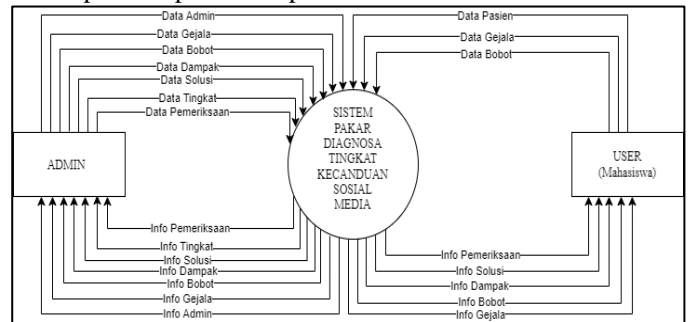 Data Admin
Data Gejala
Data Bobot
Data Dampak
Data Solusi
Data Tingkat
Data Pemeriksaan
Data Pasien
Data Gejala
Data Bobot
ADMIN
SISTEM
PAKAR
DIAGNOSA
TINGKAT
KECANDUAN
SOSIAL
MEDIA
USER
(Mahasiswa)
Info Pemeriksaan
Info Tingkat
Info Solusi
Info Dampak
Info Bobot
Info Gejala
Info Admin
Info Pemeriksaan
Info Solusi
Info Dampak
Info Bobot
Info Gejala